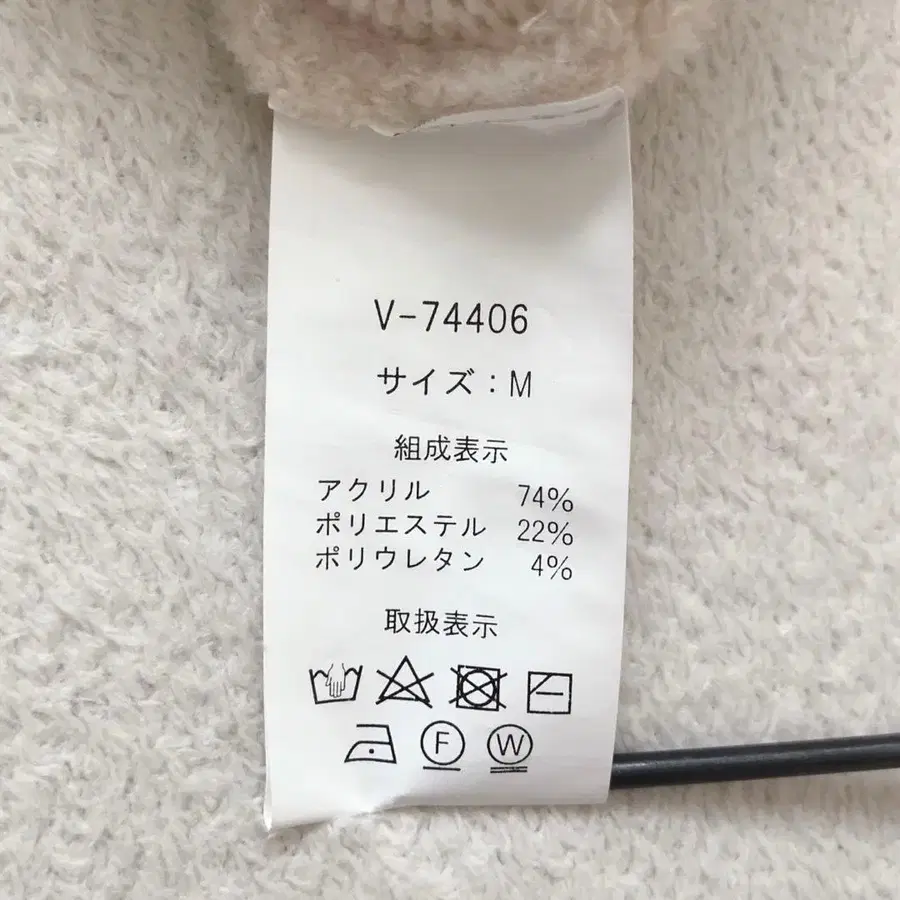 V-74406
サイズ：M
組成表示
アクリル 74%
ポリエステル 22%
ポリウレタン 4%
取扱表示
F W